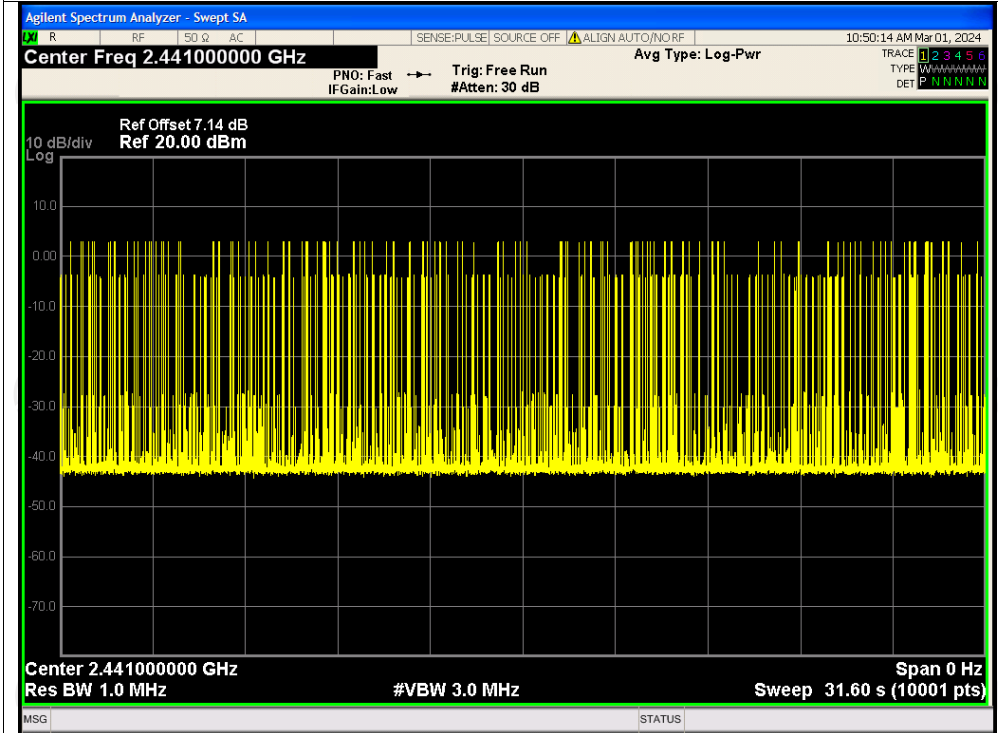 Agilent Spectrum Analyzer - Swept SA
LXI R RF 50 Ω AC SENSE:PULSE SOURCE OFF ALIGN AUTO/NO RF 10:50:14 AM Mar 01, 2024
Center Freq 2.441000000 GHz Avg Type: Log-Pwr TRACE 1 2 3 4 5 6
PNO: Fast Trig: Free Run TYPE W
IFGain:Low #Atten: 30 dB DET P N N N N N
Ref Offset 7.14 dB
10 dB/div Ref 20.00 dBm
Log
10.0
0.00
-10.0
-20.0
-30.0
-40.0
-50.0
-60.0
-70.0
Center 2.441000000 GHz Span 0 Hz
Res BW 1.0 MHz #VBW 3.0 MHz Sweep 31.60 s (10001 pts)
MSG STATUS